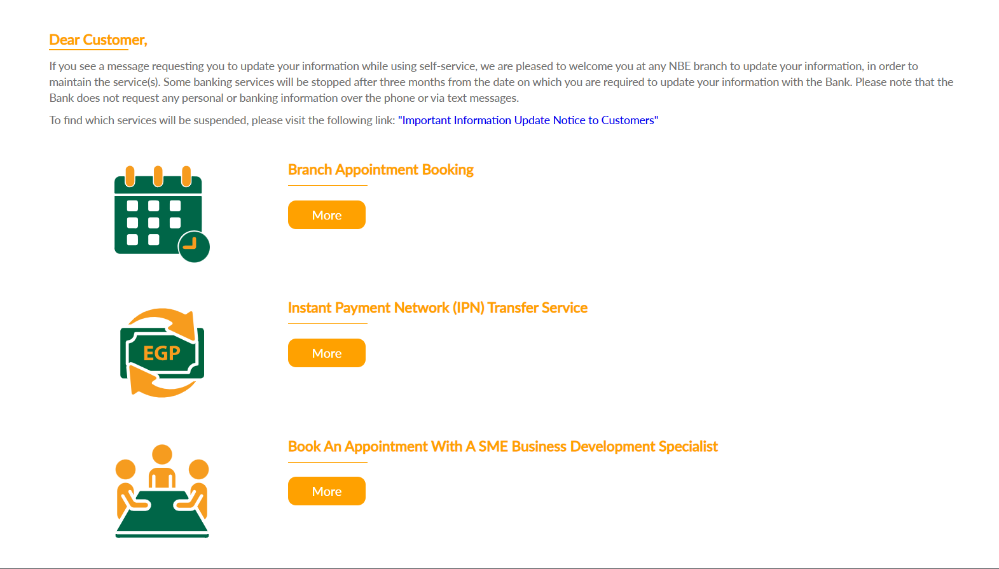 Dear Customer,
If you see a message requesting you to update your information while using self-service, we are pleased to welcome you at any NBE branch to update your information, in order to
maintain the service(s). Some banking services will be stopped after three months from the date on which you are required to update your information with the Bank. Please note that the
Bank does not request any personal or banking information over the phone or via text messages.
To find which services will be suspended, please visit the following link: "Important Information Update Notice to Customers"
Branch Appointment Booking
More
Instant Payment Network (IPN) Transfer Service
More
EGP
Book An Appointment With A SME Business Development Specialist
More